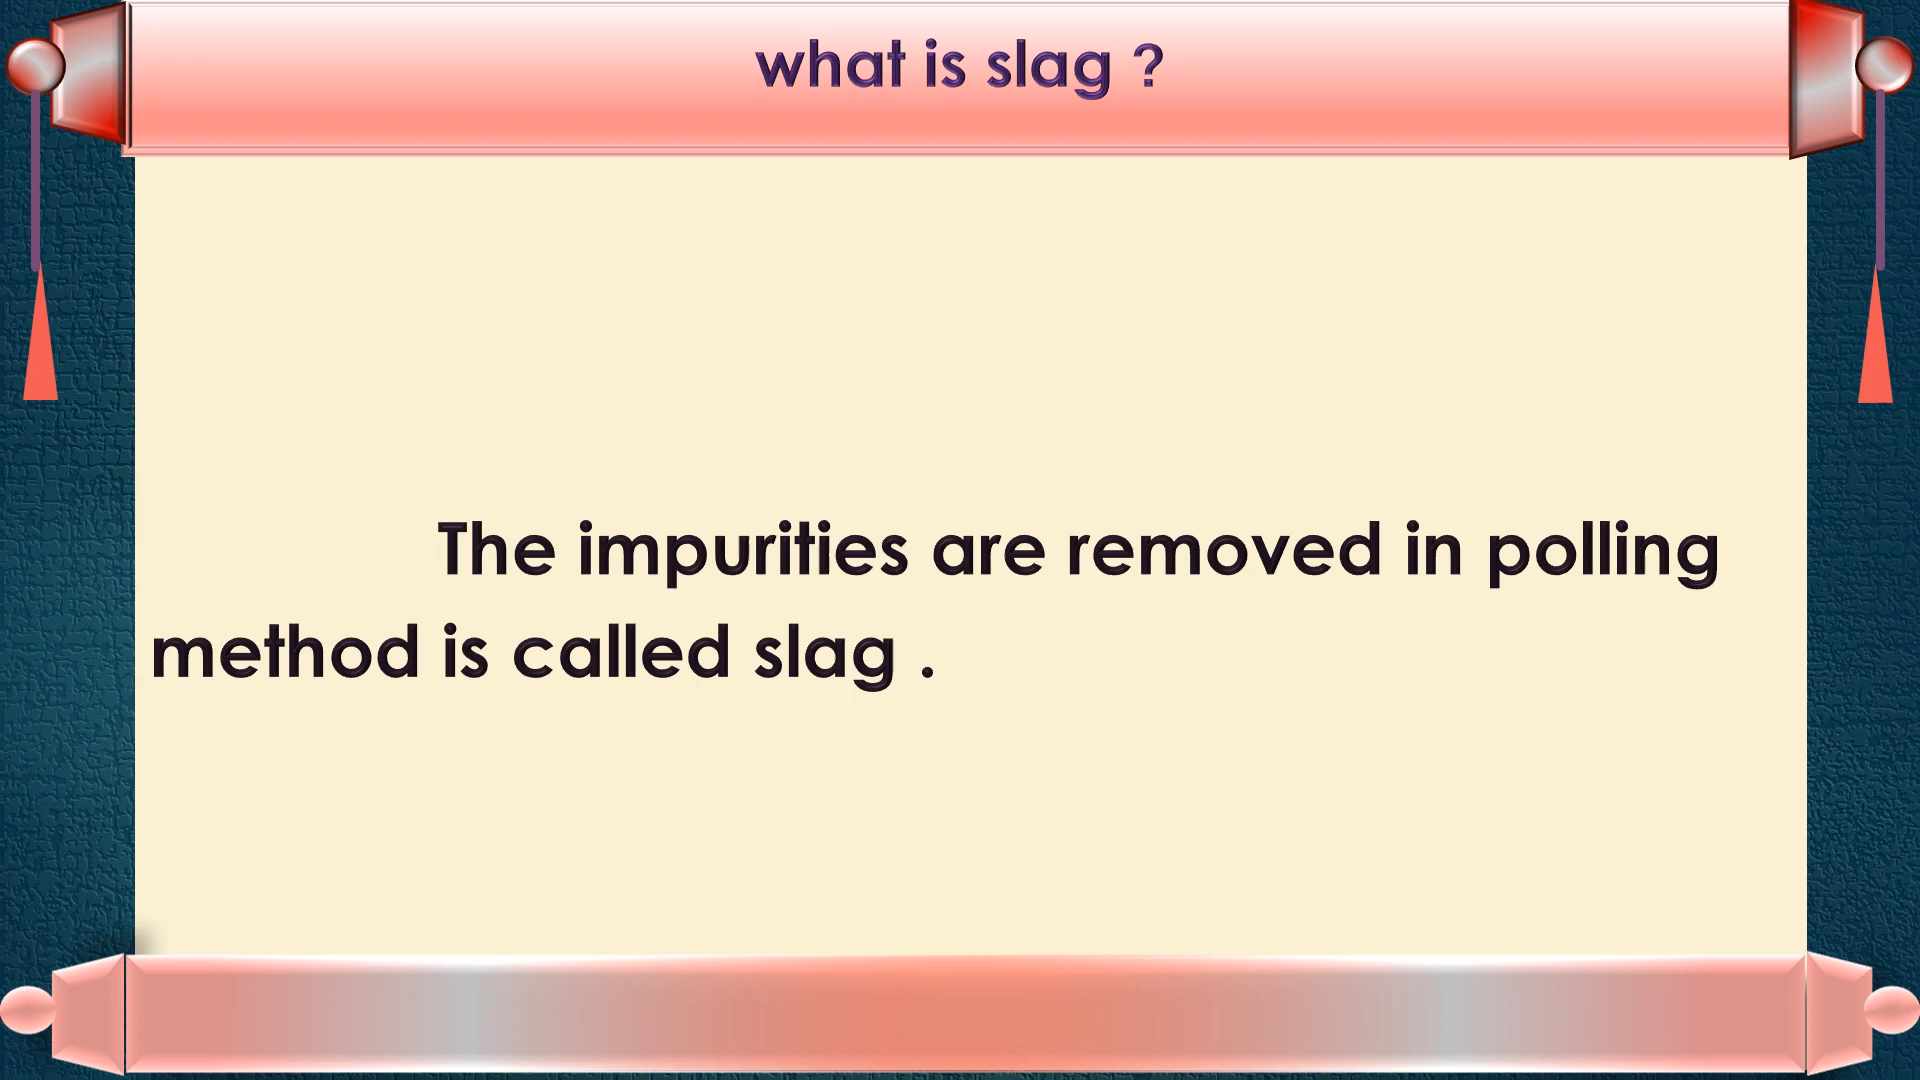 what is slag ?
The impurities are removed in polling
method is called slag .